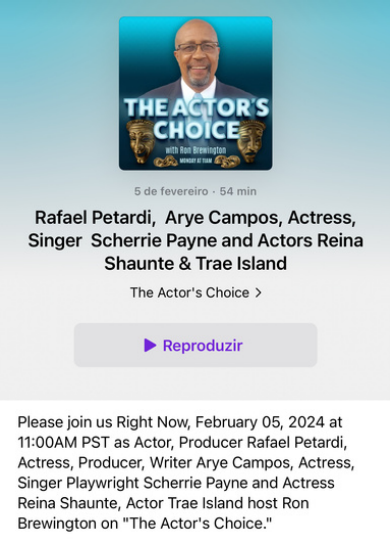 THE ACTOR'S
CHOICE
with Ron Brewington
MONDAY AT 11AM
5 de fevereiro · 54 min
Rafael Petardi, Arye Campos, Actress,
Singer Scherrie Payne and Actors Reina
Shaunte & Trae Island
The Actor's Choice >
Reproduzir
Please join us Right Now, February 05, 2024 at
11:00AM PST as Actor, Producer Rafael Petardi,
Actress, Producer, Writer Arye Campos, Actress,
Singer Playwright Scherrie Payne and Actress
Reina Shaunte, Actor Trae Island host Ron
Brewington on "The Actor's Choice."